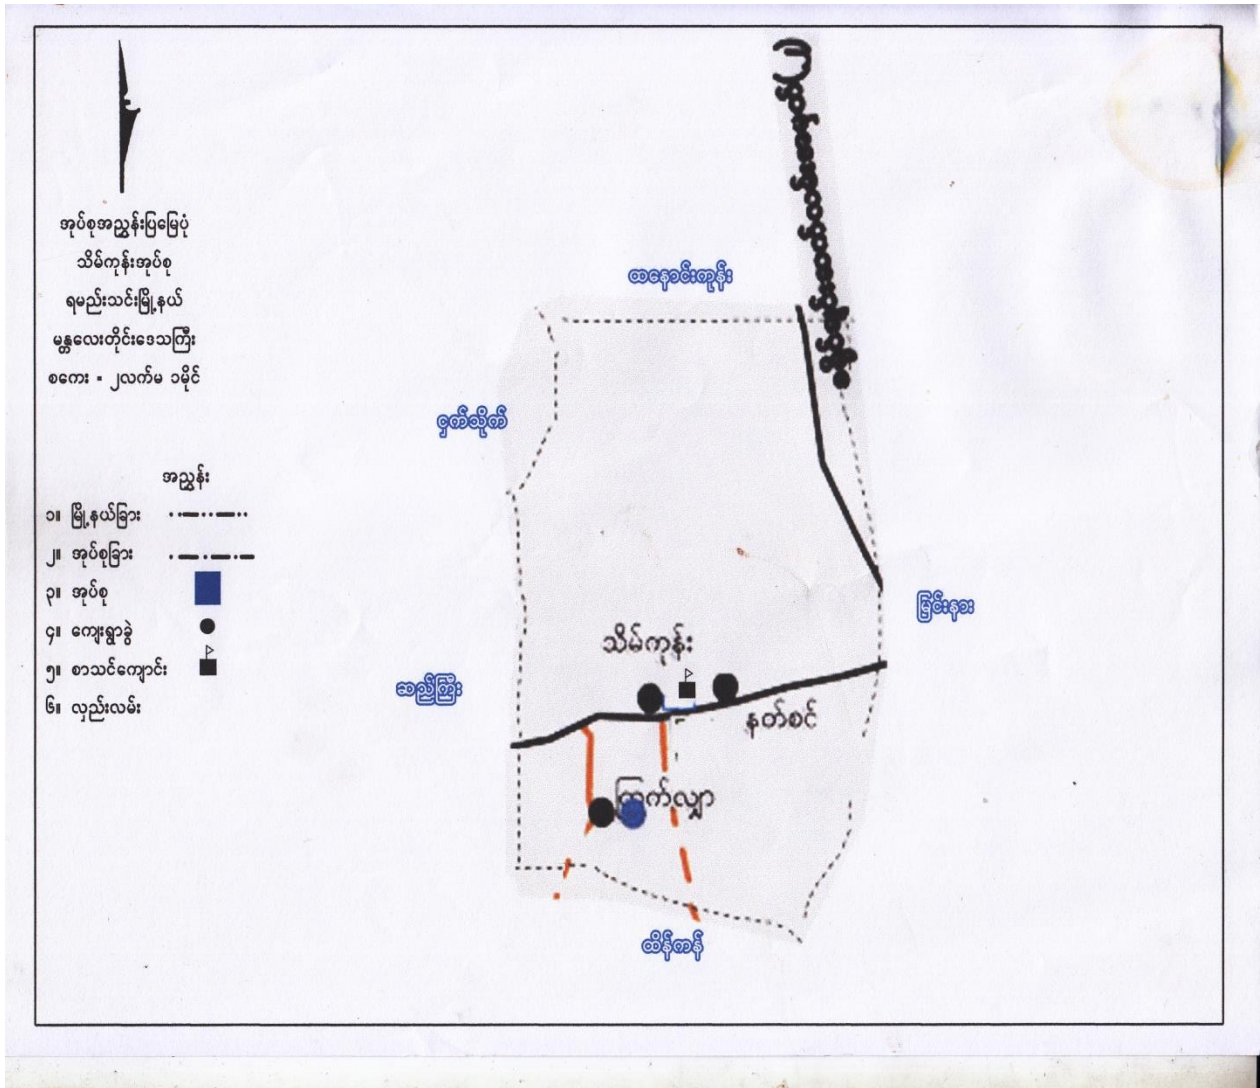 အုပ်စုအညွှန်းပြမြေပုံ
သိမ်ကုန်းအုပ်စု
ရမည်းသင်းမြို့နယ်
မန္တလေးတိုင်းဒေသကြီး
စကေး - ၂လက်မ ၁မိုင်
အညွှန်း
၁။ မြို့နယ်ခြား
၂။ အုပ်စုခြား
၃။ အုပ်စု
၄။ ကျေးရွာခွဲ
၅။ စာသင်ကျောင်း
၆။ လှည်းလမ်း
ထနောင်းကုန်း
ငှက်လိုက်
မြင်းနား
ဆည်ကြီး
သိမ်ကုန်း
နတ်စင်
ကြက်လျှာ
ထိန်ကန်